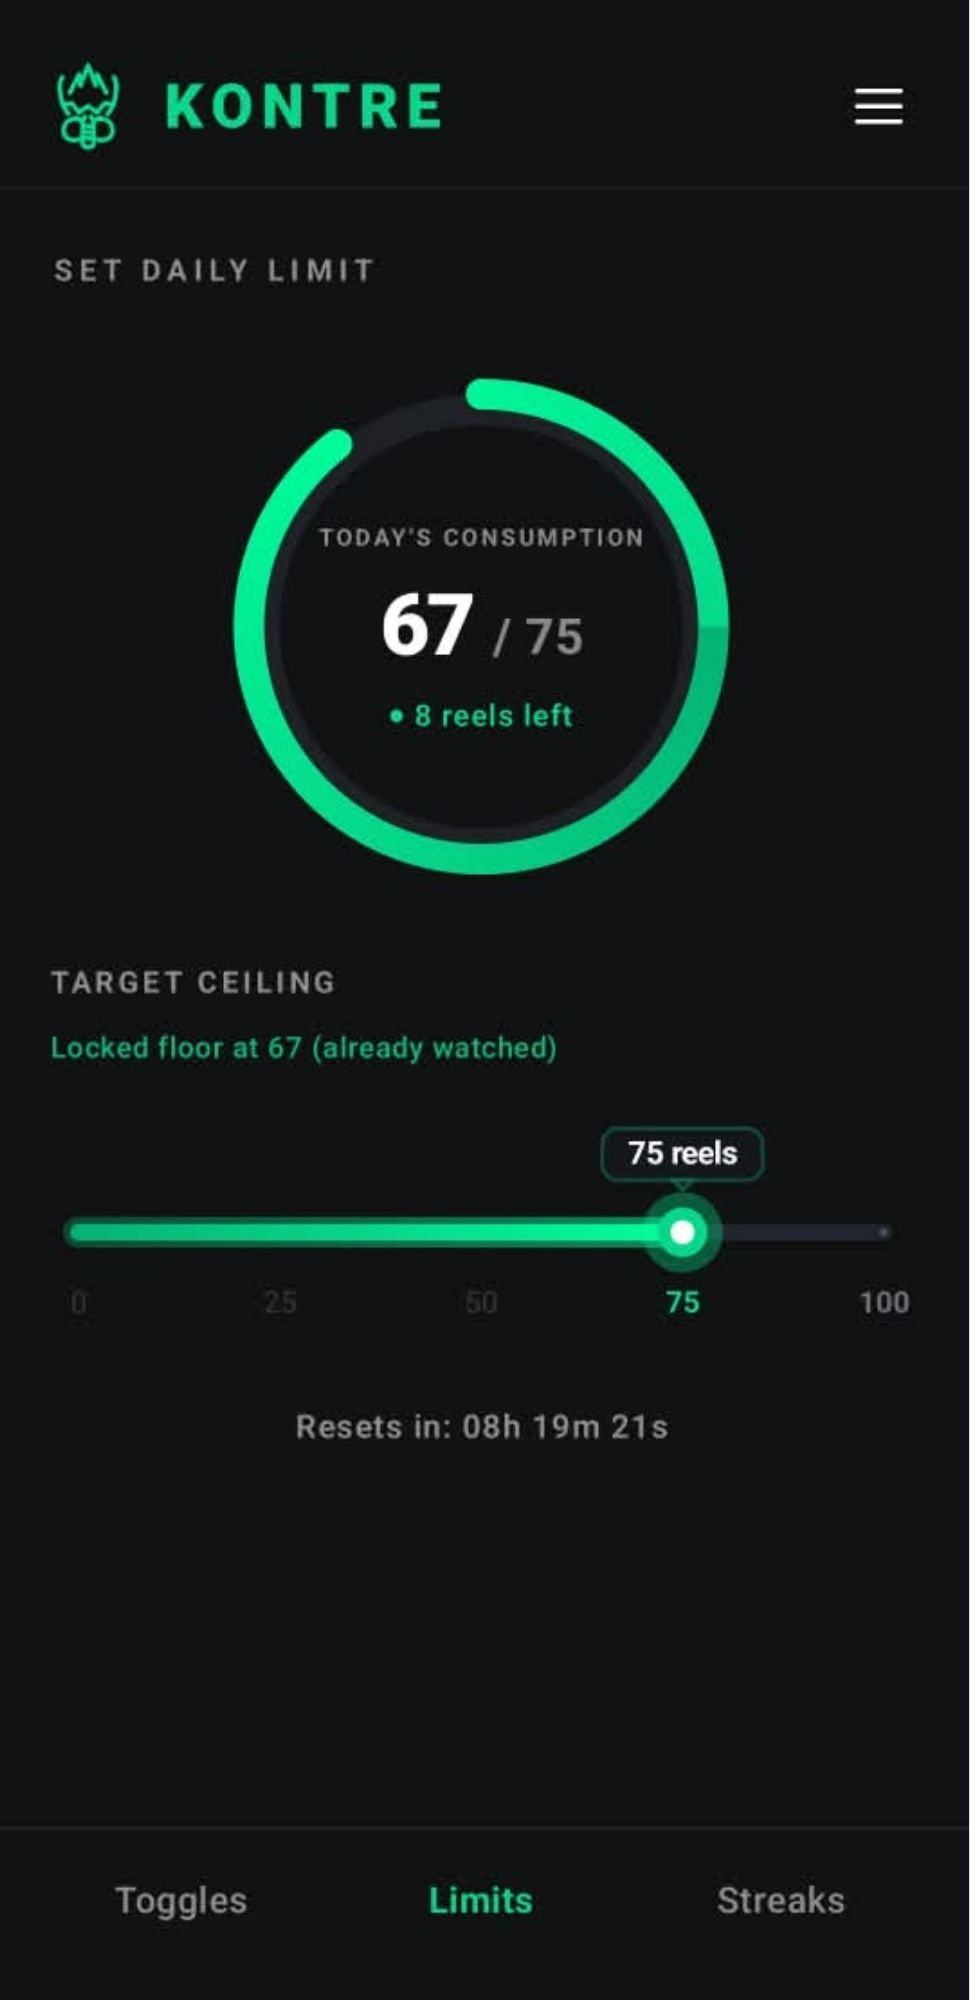 KONTRE
SET DAILY LIMIT
TODAY'S CONSUMPTION
67 / 75
• 8 reels left
TARGET CEILING
Locked floor at 67 (already watched)
75 reels
0 25 50 75 100
Resets in: 08h 19m 21s
Toggles Limits Streaks